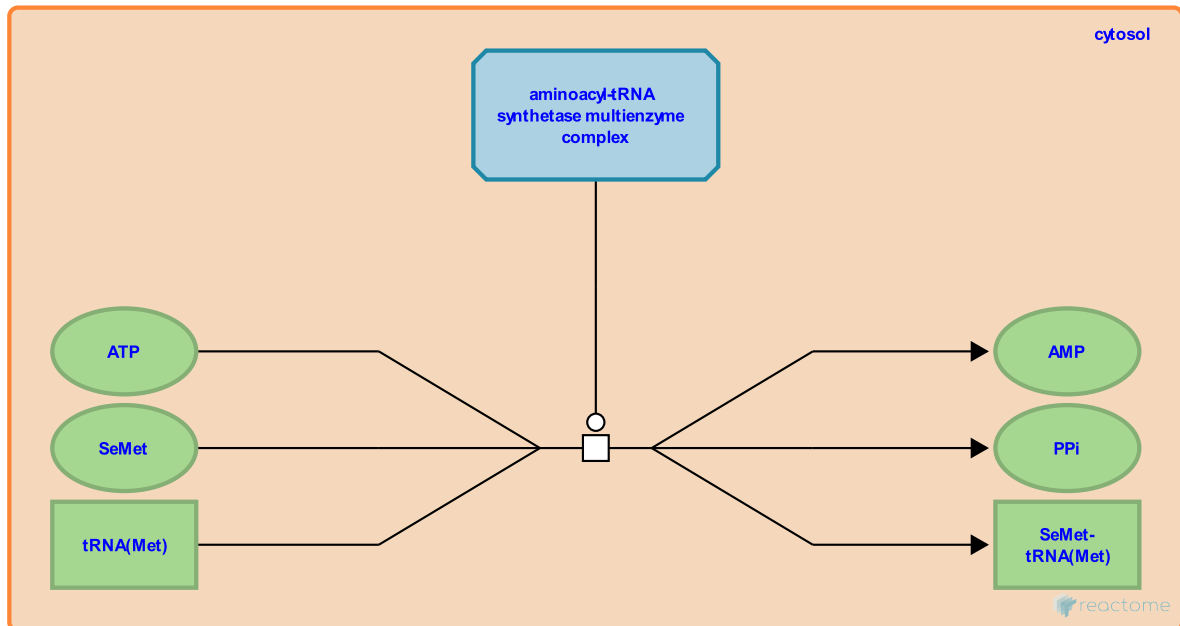 cytosol
aminoacyl-tRNA
synthetase multienzyme
complex
ATP
AMP
SeMet
PPi
tRNA(Met)
SeMet-
tRNA(Met)
reactome